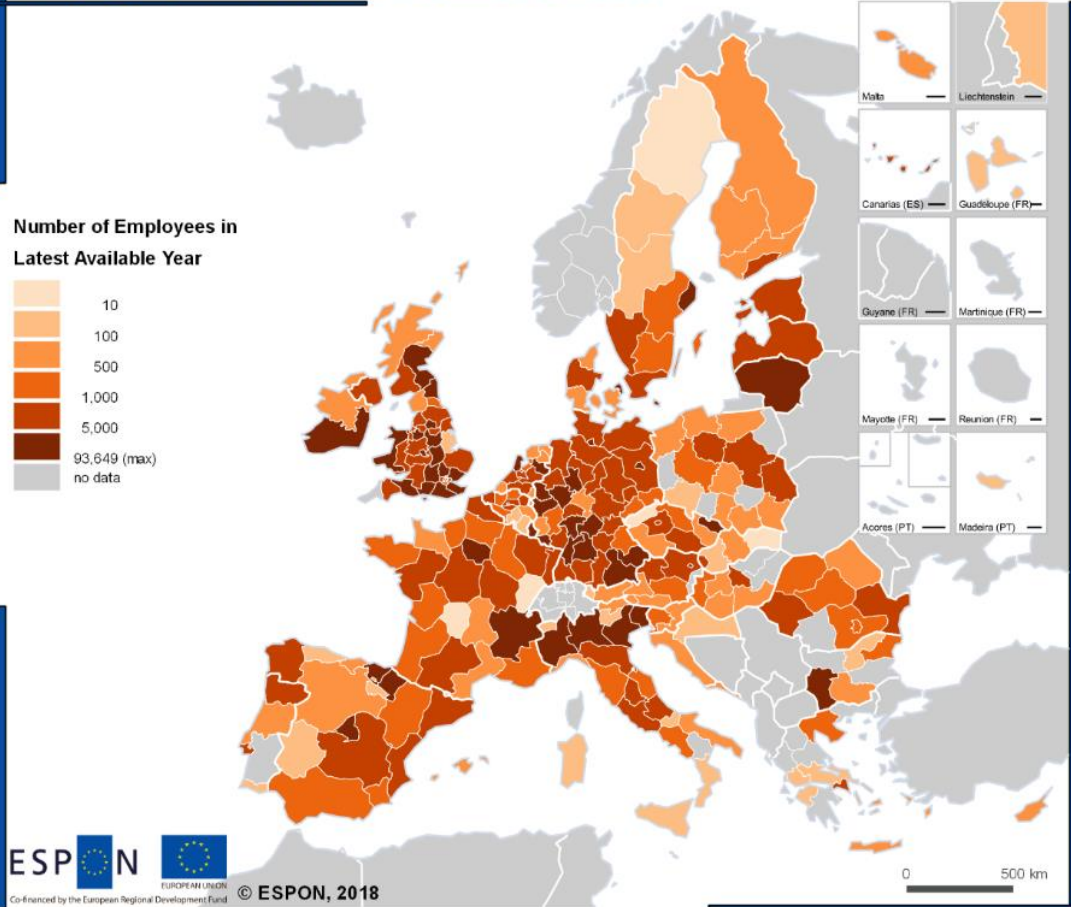 Number of Employees in
Latest Available Year
10
100
500
1,000
5,000
93,649 (max)
no data
Malta
Liechtenstein
Canarias (ES)
Guadeloupe (FR)
Guyane (FR)
Martinique (FR)
Mayotte (FR)
Reunion (FR)
Acores (PT)
Madeira (PT)
0 500 km
ESPON
EUROPEAN UNION
Co-financed by the European Regional Development Fund
© ESPON, 2018